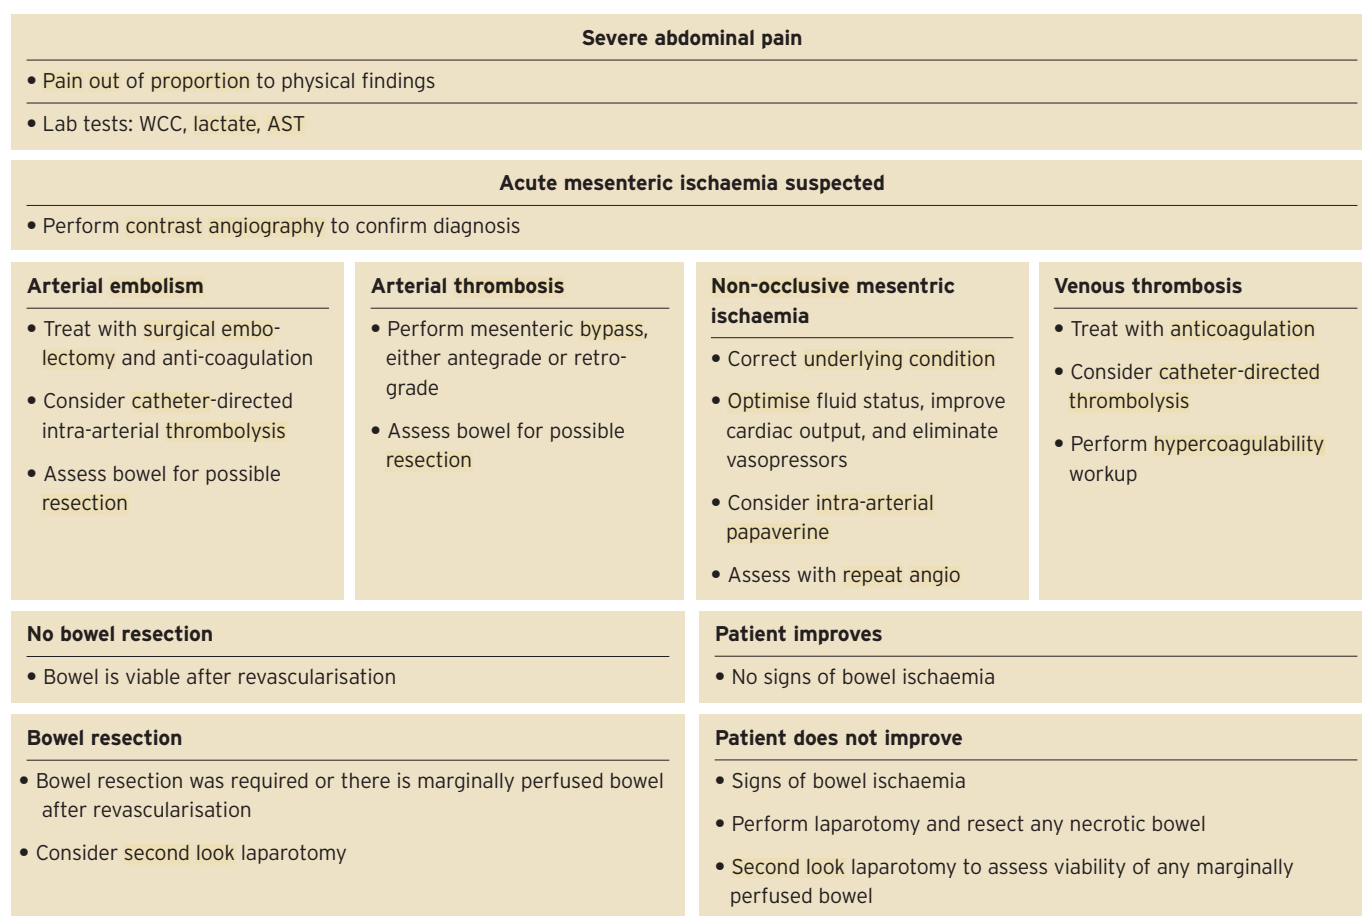 Severe abdominal pain
• Pain out of proportion to physical findings
• Lab tests: WCC, lactate, AST
Acute mesenteric ischaemia suspected
• Perform contrast angiography to confirm diagnosis
Arterial embolism
• Treat with surgical embo-
lectomy and anti-coagulation
• Consider catheter-directed
intra-arterial thrombolysis
• Assess bowel for possible
resection
Arterial thrombosis
• Perform mesenteric bypass,
either antegrade or retro-
grade
• Assess bowel for possible
resection
Non-occlusive mesentric
ischaemia
• Correct underlying condition
• Optimise fluid status, improve
cardiac output, and eliminate
vasopressors
• Consider intra-arterial
papaverine
• Assess with repeat angio
Venous thrombosis
• Treat with anticoagulation
• Consider catheter-directed
thrombolysis
• Perform hypercoagulability
workup
No bowel resection
• Bowel is viable after revascularisation
Patient improves
• No signs of bowel ischaemia
Bowel resection
• Bowel resection was required or there is marginally perfused bowel
after revascularisation
• Consider second look laparotomy
Patient does not improve
• Signs of bowel ischaemia
• Perform laparotomy and resect any necrotic bowel
• Second look laparotomy to assess viability of any marginally
perfused bowel